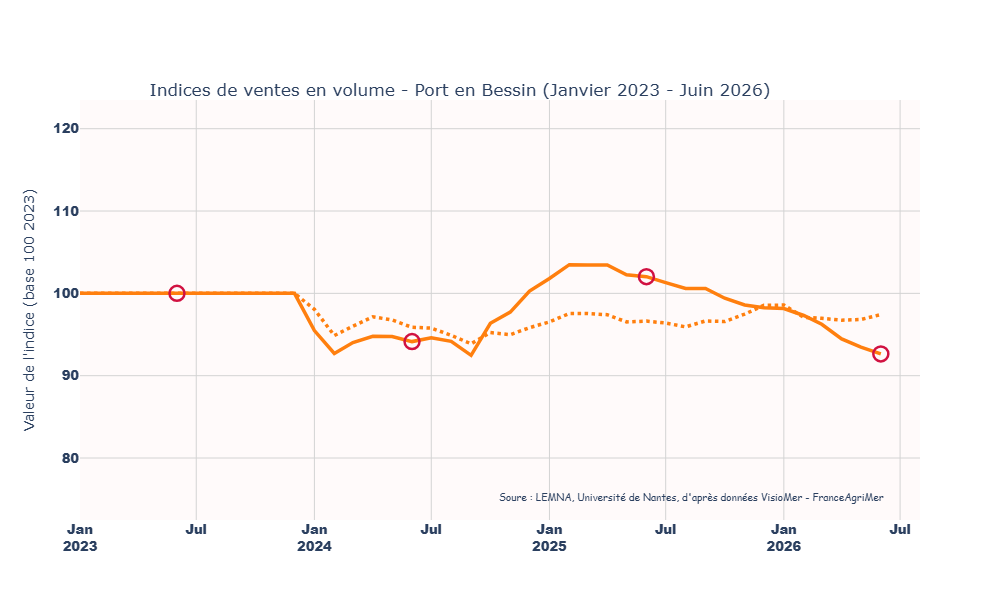 Indices de ventes en volume - Port en Bessin (Janvier 2023 - Juin 2026)
Valeur de l'indice (base 100 2023)
120
110
100
90
80
Soure : LEMNA, Université de Nantes, d'après données VisioMer - FranceAgriMer
Jan Jul Jan Jul Jan Jul Jan Jul
2023 2024 2025 2026